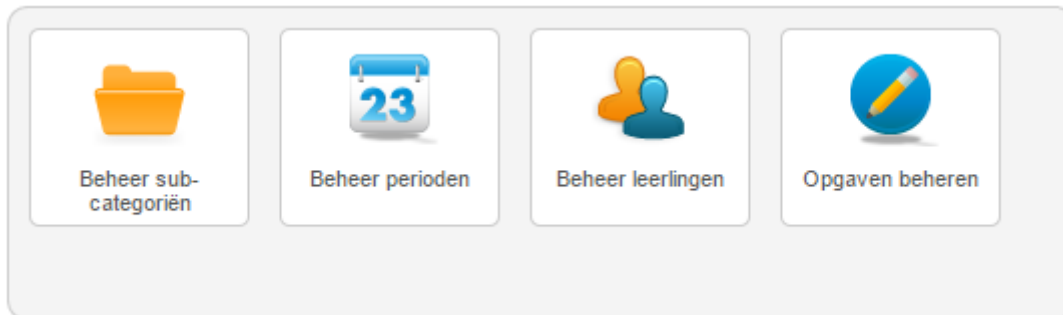 Beheer sub-
categoriën
23
Beheer perioden
Beheer leerlingen
Opgaven beheren